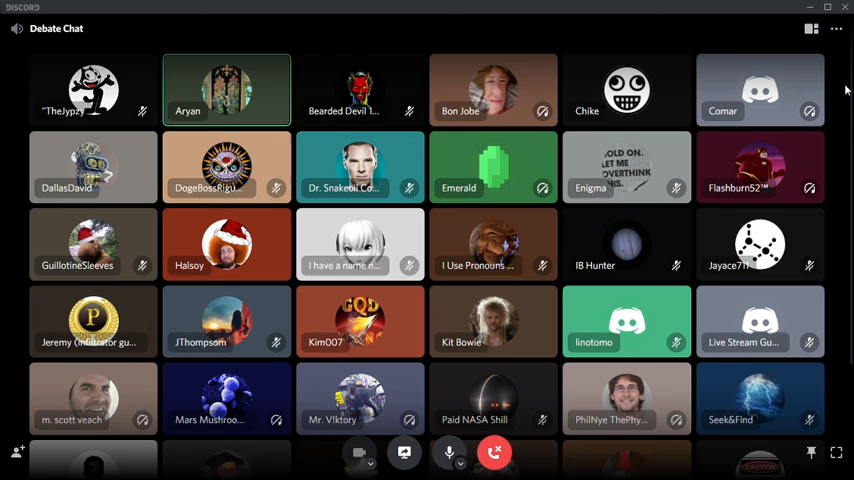 DISCORD
Debate Chat
"TheJypzy
Aryan
Bearded Devil 1...
Bon Jobe
Chike
Comar
DallasDavid
DogeBossRigu...
Dr. Snakeoil Co...
Emerald
HOLD ON.
LET ME
OVERTHINK
THIS.
Enigma
Flashburn52™
GuillotineSleeves
Halsoy
I have a name n...
I Use Pronouns ...
IB Hunter
Jayace711
P
Jeremy (Infiltrator gu...
JThompsom
GQD
Kim007
Kit Bowie
linotomo
Live Stream Gu...
m. scott veach
Mars Mushroo...
Mr. V!ktory
Paid NASA Shill
PhilNye ThePhy...
Seek&Find
CAUTION